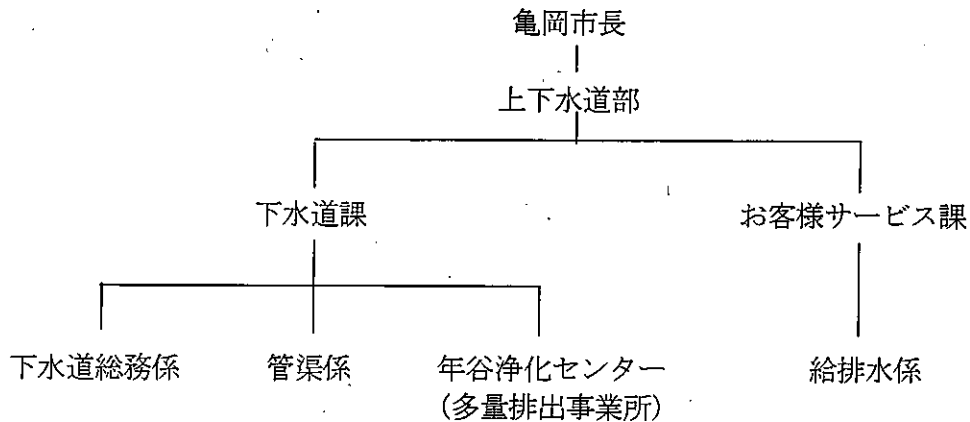 亀岡市長
上下水道部
下水道課
お客様サービス課
下水道総務係
管渠係
年谷浄化センター
(多量排出事業所)
給排水係